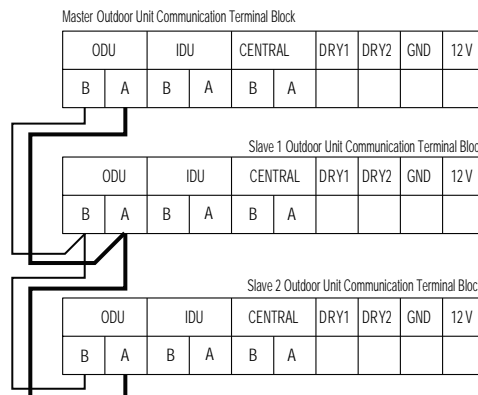 Master Outdoor Unit Communication Terminal Block
ODU IDU CENTRAL DRY1 DRY2 GND 12 V
B A B A B A
Slave 1 Outdoor Unit Communication Terminal Bloc
ODU IDU CENTRAL DRY1 DRY2 GND 12 V
B A B A B A
Slave 2 Outdoor Unit Communication Terminal Bloc
ODU IDU CENTRAL DRY1 DRY2 GND 12 V
B A B A B A